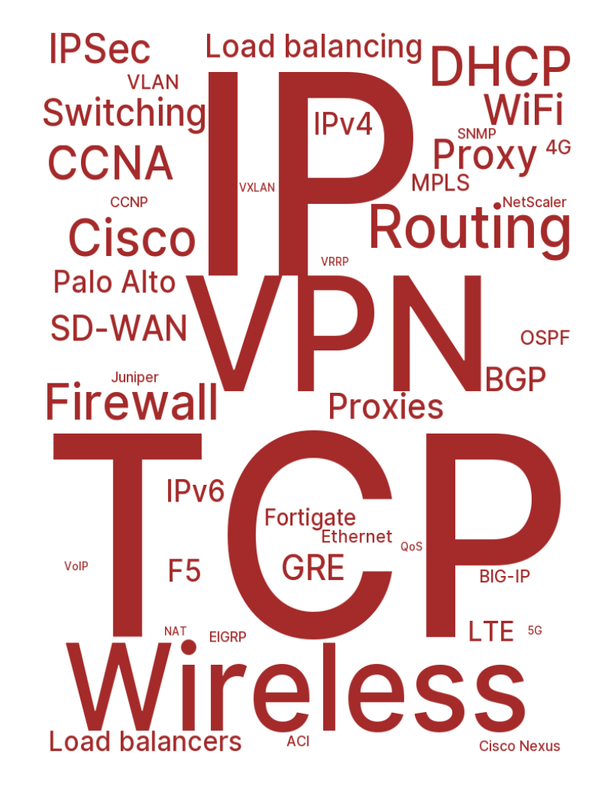 IPSec
Load balancing
DHCP
VLAN
Switching
WiFi
IPv4
SNMP
CCNA
Proxy
4G
IP
VXLAN
MPLS
CCNP
NetScaler
Cisco
Routing
VRRP
Palo Alto
SD-WAN
VPN
OSPF
Juniper
BGP
Firewall
Proxies
IPv6
TCP
Fortigate
Ethernet
QoS
VoIP
F5
GRE
BIG-IP
NAT
EIGRP
LTE
5G
Wireless
Load balancers
ACI
Cisco Nexus